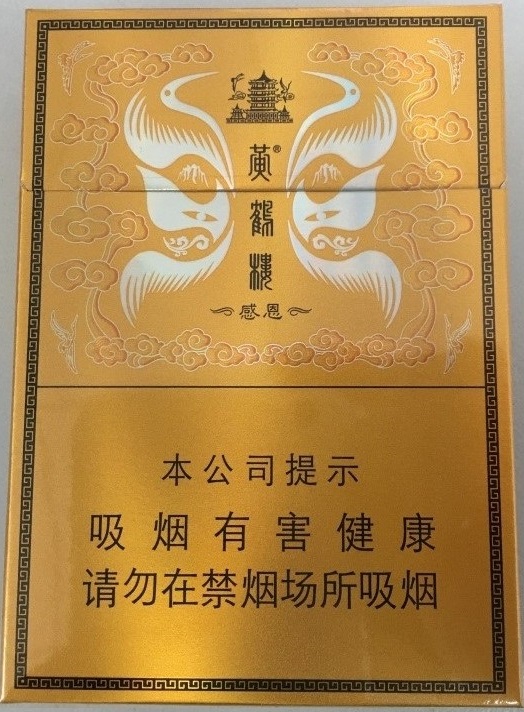 黄鹤楼®
感恩
本公司提示
吸烟有害健康
请勿在禁烟场所吸烟